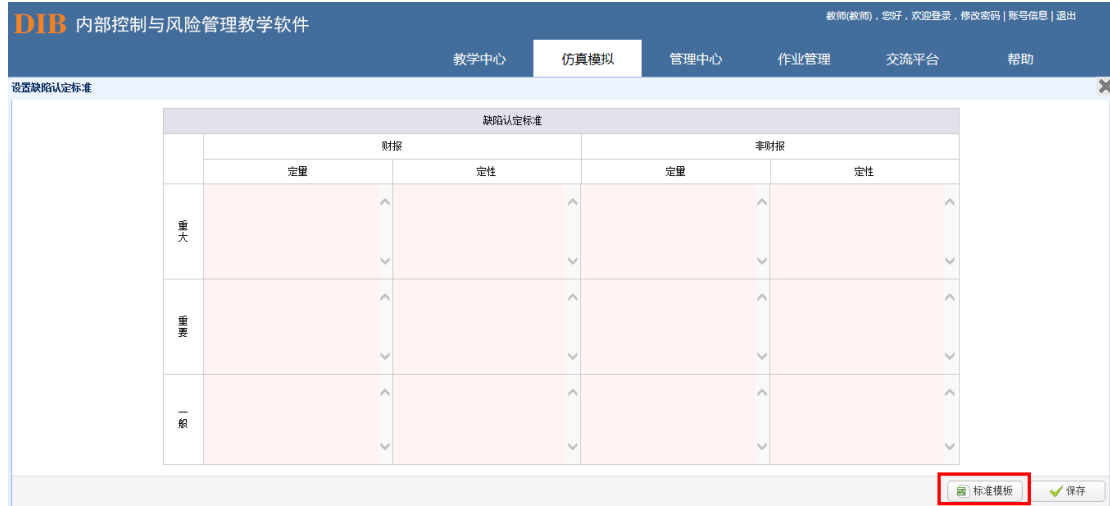 DIB 内部控制与风险管理教学软件
教师(教师)，您好，欢迎登录，修改密码 | 账号信息 | 退出
教学中心 仿真模拟 管理中心 作业管理 交流平台 帮助
设置缺陷认定标准
缺陷认定标准
财报 非财报
定量 定性 定量 定性
重大
重要
一般
标准模板 保存